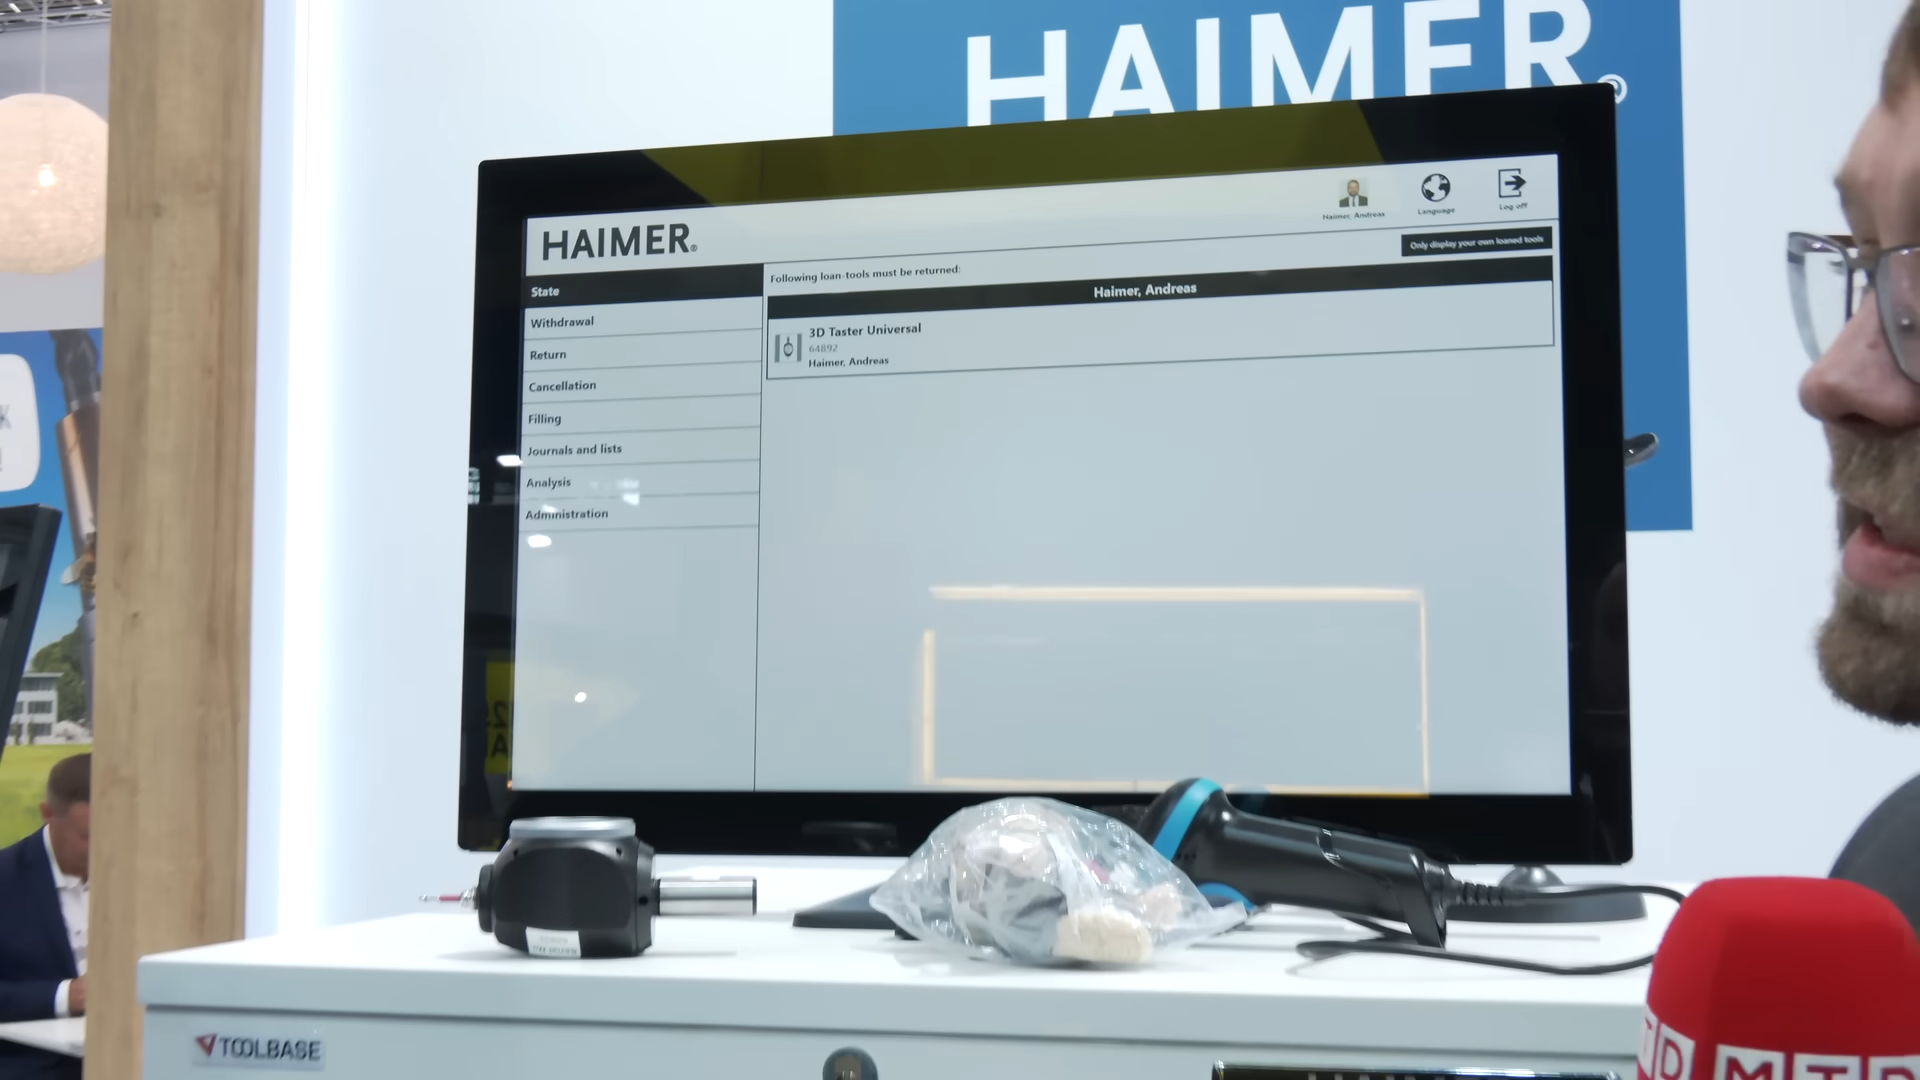 HAIMER®
Haimer, Andreas
Language
Log off
HAIMER®
Only display your own loaned tools
Following loan-tools must be returned:
State
Haimer, Andreas
Withdrawal
3D Taster Universal
64892
Return
Haimer, Andreas
Cancellation
Filling
Journals and lists
Analysis
Administration
TOOLBASE